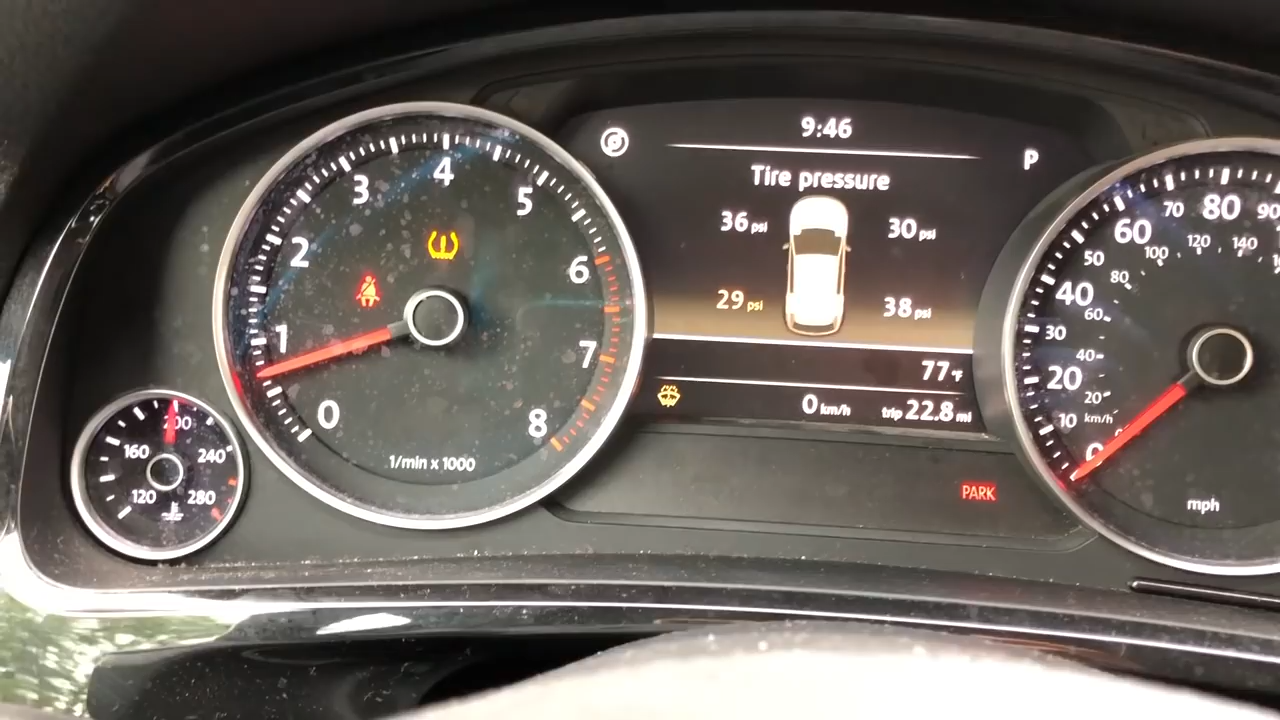 9:46
P
Tire pressure
36 psi 30 psi
29 psi 38 psi
77°F
0 km/h trip 22.8 mi
PARK
0 1 2 3 4 5 6 7 8
1/min x 1000
120 160 200 240 280
0 10 20 30 40 50 60 70 80 90
20 40 60 80 100 120 140
km/h
mph